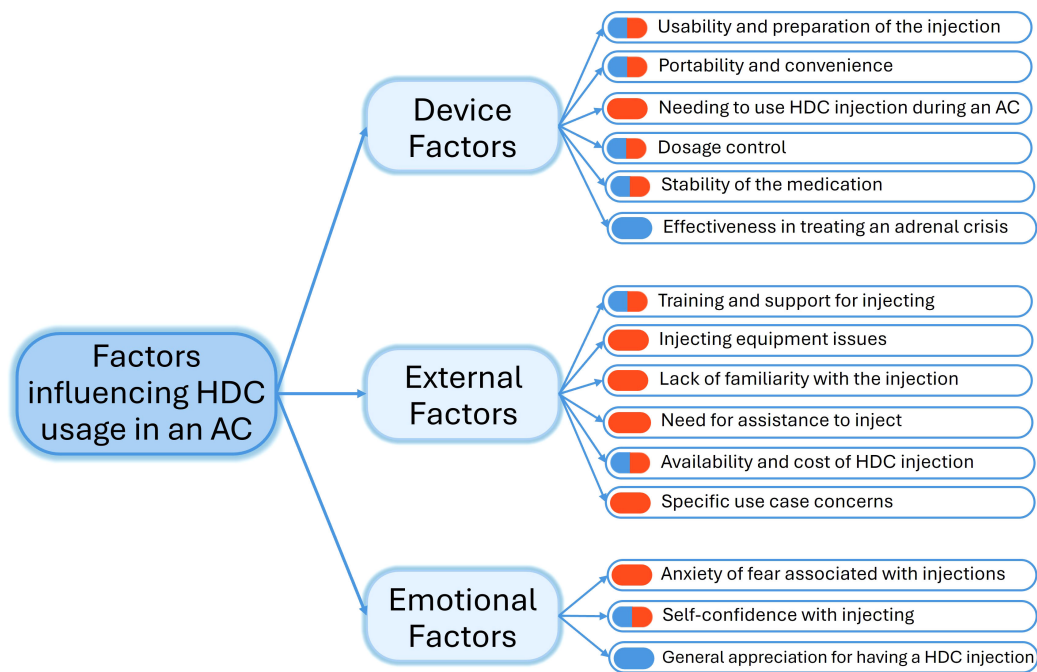 Factors
influencing HDC
usage in an AC
Device
Factors
Usability and preparation of the injection
Portability and convenience
Needing to use HDC injection during an AC
Dosage control
Stability of the medication
Effectiveness in treating an adrenal crisis
External
Factors
Training and support for injecting
Injecting equipment issues
Lack of familiarity with the injection
Need for assistance to inject
Availability and cost of HDC injection
Specific use case concerns
Emotional
Factors
Anxiety of fear associated with injections
Self-confidence with injecting
General appreciation for having a HDC injection